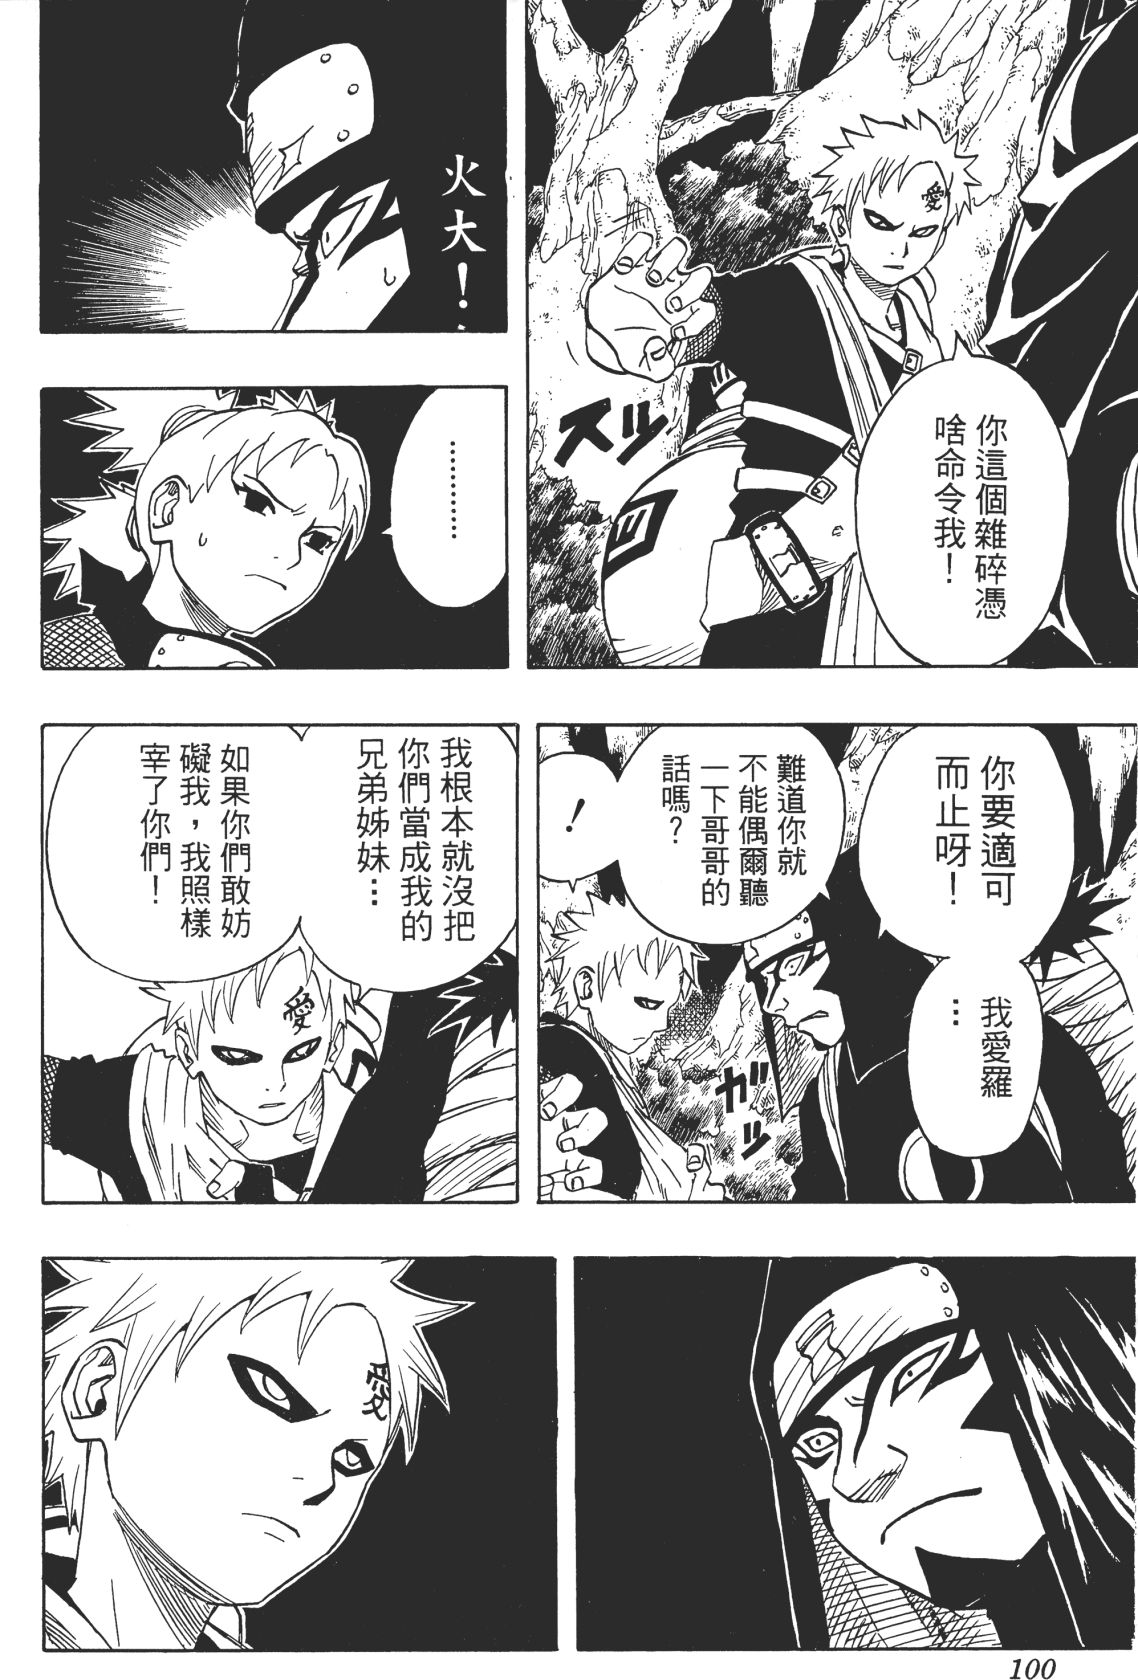 你這個雜碎憑
啥命令我！
スッ
愛
火大！
………
你要適可
而止呀！
我愛羅
…
難道你就
不能偶爾聽
一下哥哥的
話嗎？
！
ガッ
我根本就沒把
你們當成我的
兄弟姊妹…
如果你們敢妨
礙我，我照樣
宰了你們！
愛
愛
100